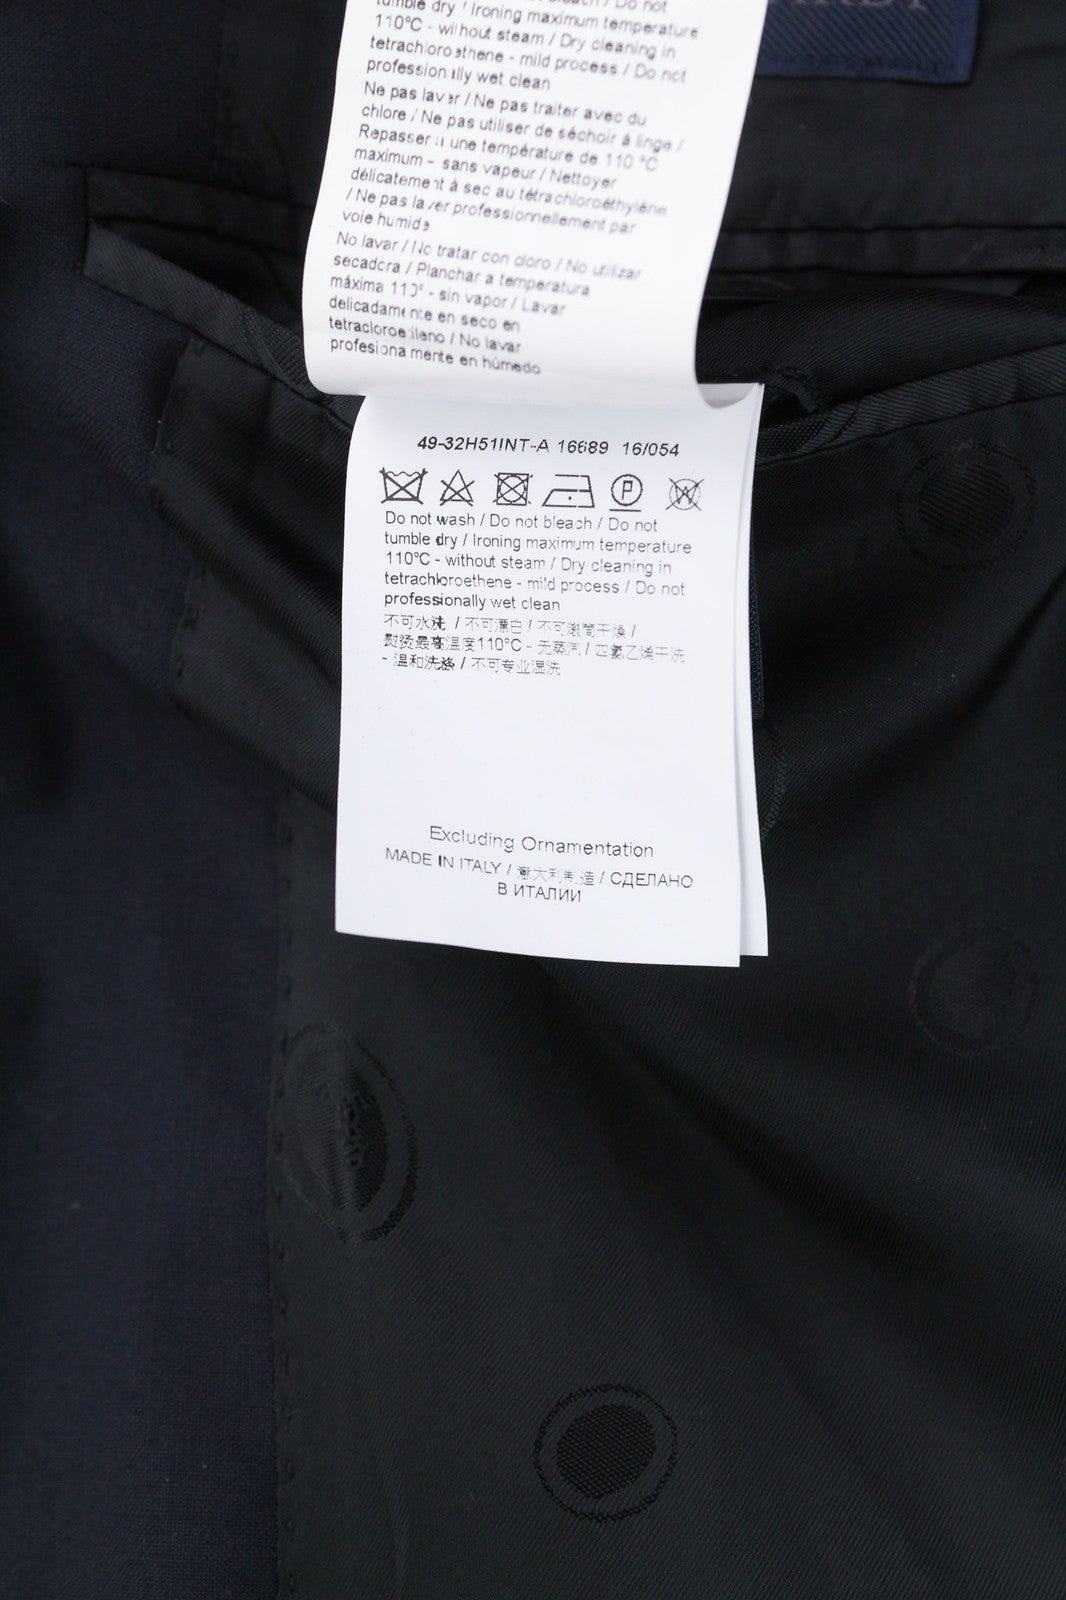 tumble dry / Ironing maximum temperature
110°C - without steam / Dry cleaning in
tetrachloroethene - mild process / Do not
professionally wet clean
Ne pas laver / Ne pas traiter avec du
chlore / Ne pas utiliser de séchoir à linge /
Repasser à une température de 110 °C
maximum - sans vapeur / Nettoyer
délicatement à sec au tétrachloroéthylène
/ Ne pas laver professionnellement par
voie humide
No lavar / No tratar con cloro / No utilizar
secadora / Planchar a temperatura
máxima 110° - sin vapor / Lavar
delicadamente en seco en
tetracloroetileno / No lavar
profesionalmente en húmedo
49-32H51INT-A 16689 16/054
P W
Do not wash / Do not bleach / Do not
tumble dry / Ironing maximum temperature
110°C - without steam / Dry cleaning in
tetrachloroethene - mild process / Do not
professionally wet clean
不可水洗 / 不可漂白 / 不可滚筒干燥 /
熨烫最高温度110°C - 无蒸汽 / 四氯乙烯干洗
- 温和洗涤 / 不可专业湿洗
Excluding Ornamentation
MADE IN ITALY / 意大利制造 / СДЕЛАНО
В ИТАЛИИ